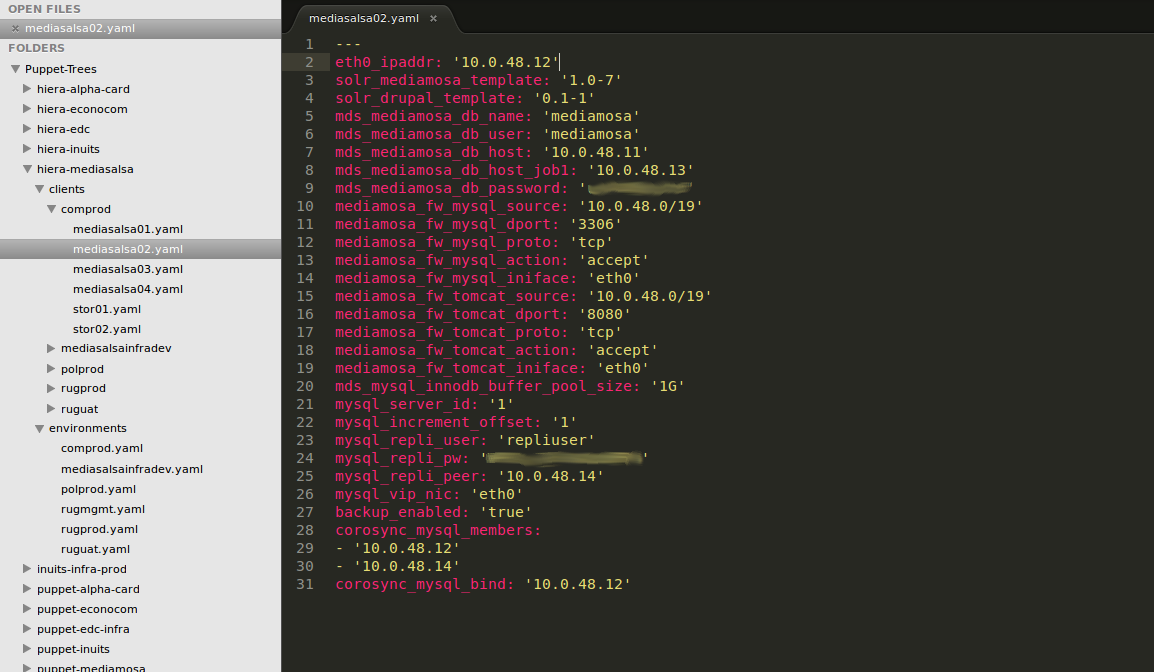 OPEN FILES
mediasalsa02.yaml
FOLDERS
Puppet-Trees
hiera-alpha-card
hiera-econocom
hiera-edc
hiera-inuits
hiera-mediasalsa
clients
comprod
mediasalsa01.yaml
mediasalsa02.yaml
mediasalsa03.yaml
mediasalsa04.yaml
stor01.yaml
stor02.yaml
mediasalsainfradev
polprod
rugprod
ruguat
environments
comprod.yaml
mediasalsainfradev.yaml
polprod.yaml
rugmgmt.yaml
rugprod.yaml
ruguat.yaml
inuits-infra-prod
puppet-alpha-card
puppet-econocom
puppet-edc-infra
puppet-inuits
puppet-mediamosa
mediasalsa02.yaml ×
1 ---
2 eth0_ipaddr: '10.0.48.12'
3 solr_mediamosa_template: '1.0-7'
4 solr_drupal_template: '0.1-1'
5 mds_mediamosa_db_name: 'mediamosa'
6 mds_mediamosa_db_user: 'mediamosa'
7 mds_mediamosa_db_host: '10.0.48.11'
8 mds_mediamosa_db_host_job1: '10.0.48.13'
9 mds_mediamosa_db_password: '
10 mediamosa_fw_mysql_source: '10.0.48.0/19'
11 mediamosa_fw_mysql_dport: '3306'
12 mediamosa_fw_mysql_proto: 'tcp'
13 mediamosa_fw_mysql_action: 'accept'
14 mediamosa_fw_mysql_iniface: 'eth0'
15 mediamosa_fw_tomcat_source: '10.0.48.0/19'
16 mediamosa_fw_tomcat_dport: '8080'
17 mediamosa_fw_tomcat_proto: 'tcp'
18 mediamosa_fw_tomcat_action: 'accept'
19 mediamosa_fw_tomcat_iniface: 'eth0'
20 mds_mysql_innodb_buffer_pool_size: '1G'
21 mysql_server_id: '1'
22 mysql_increment_offset: '1'
23 mysql_repli_user: 'repliuser'
24 mysql_repli_pw: ' '
25 mysql_repli_peer: '10.0.48.14'
26 mysql_vip_nic: 'eth0'
27 backup_enabled: 'true'
28 corosync_mysql_members:
29 - '10.0.48.12'
30 - '10.0.48.14'
31 corosync_mysql_bind: '10.0.48.12'